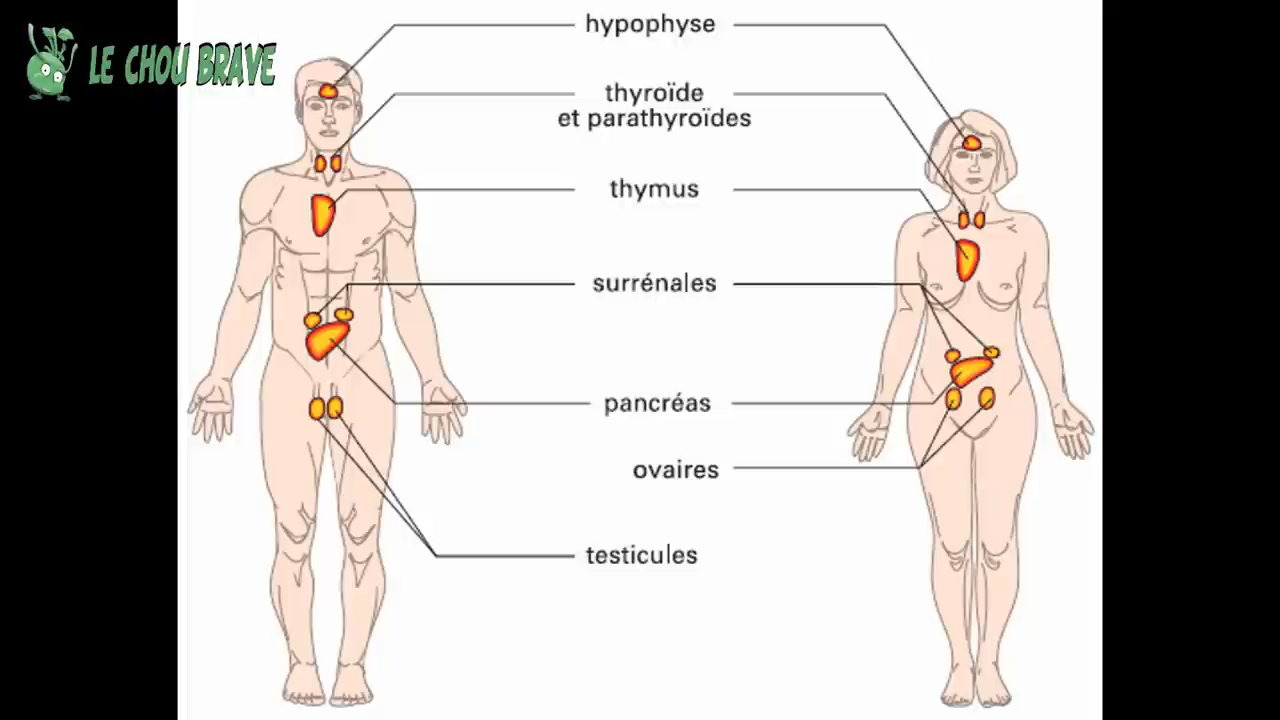 LE CHOU BRAVE
hypophyse
thyroïde
et parathyroïdes
thymus
surrénales
pancréas
ovaires
testicules